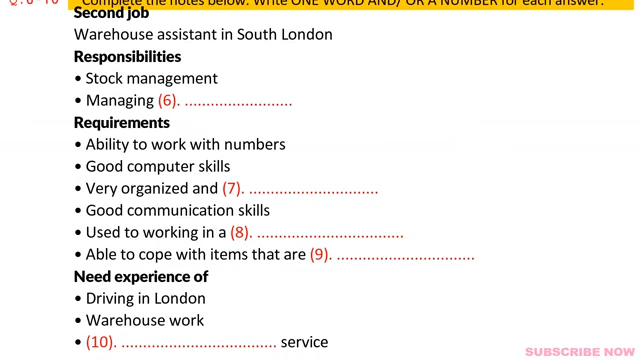 Q: 6-10 Complete the notes below. Write ONE WORD AND/ OR A NUMBER for each answer.
Second job
Warehouse assistant in South London
Responsibilities
• Stock management
• Managing (6). .........................
Requirements
• Ability to work with numbers
• Good computer skills
• Very organized and (7). ..............................
• Good communication skills
• Used to working in a (8). ..................................
• Able to cope with items that are (9). ................................
Need experience of
• Driving in London
• Warehouse work
• (10). .................................... service
SUBSCRIBE NOW